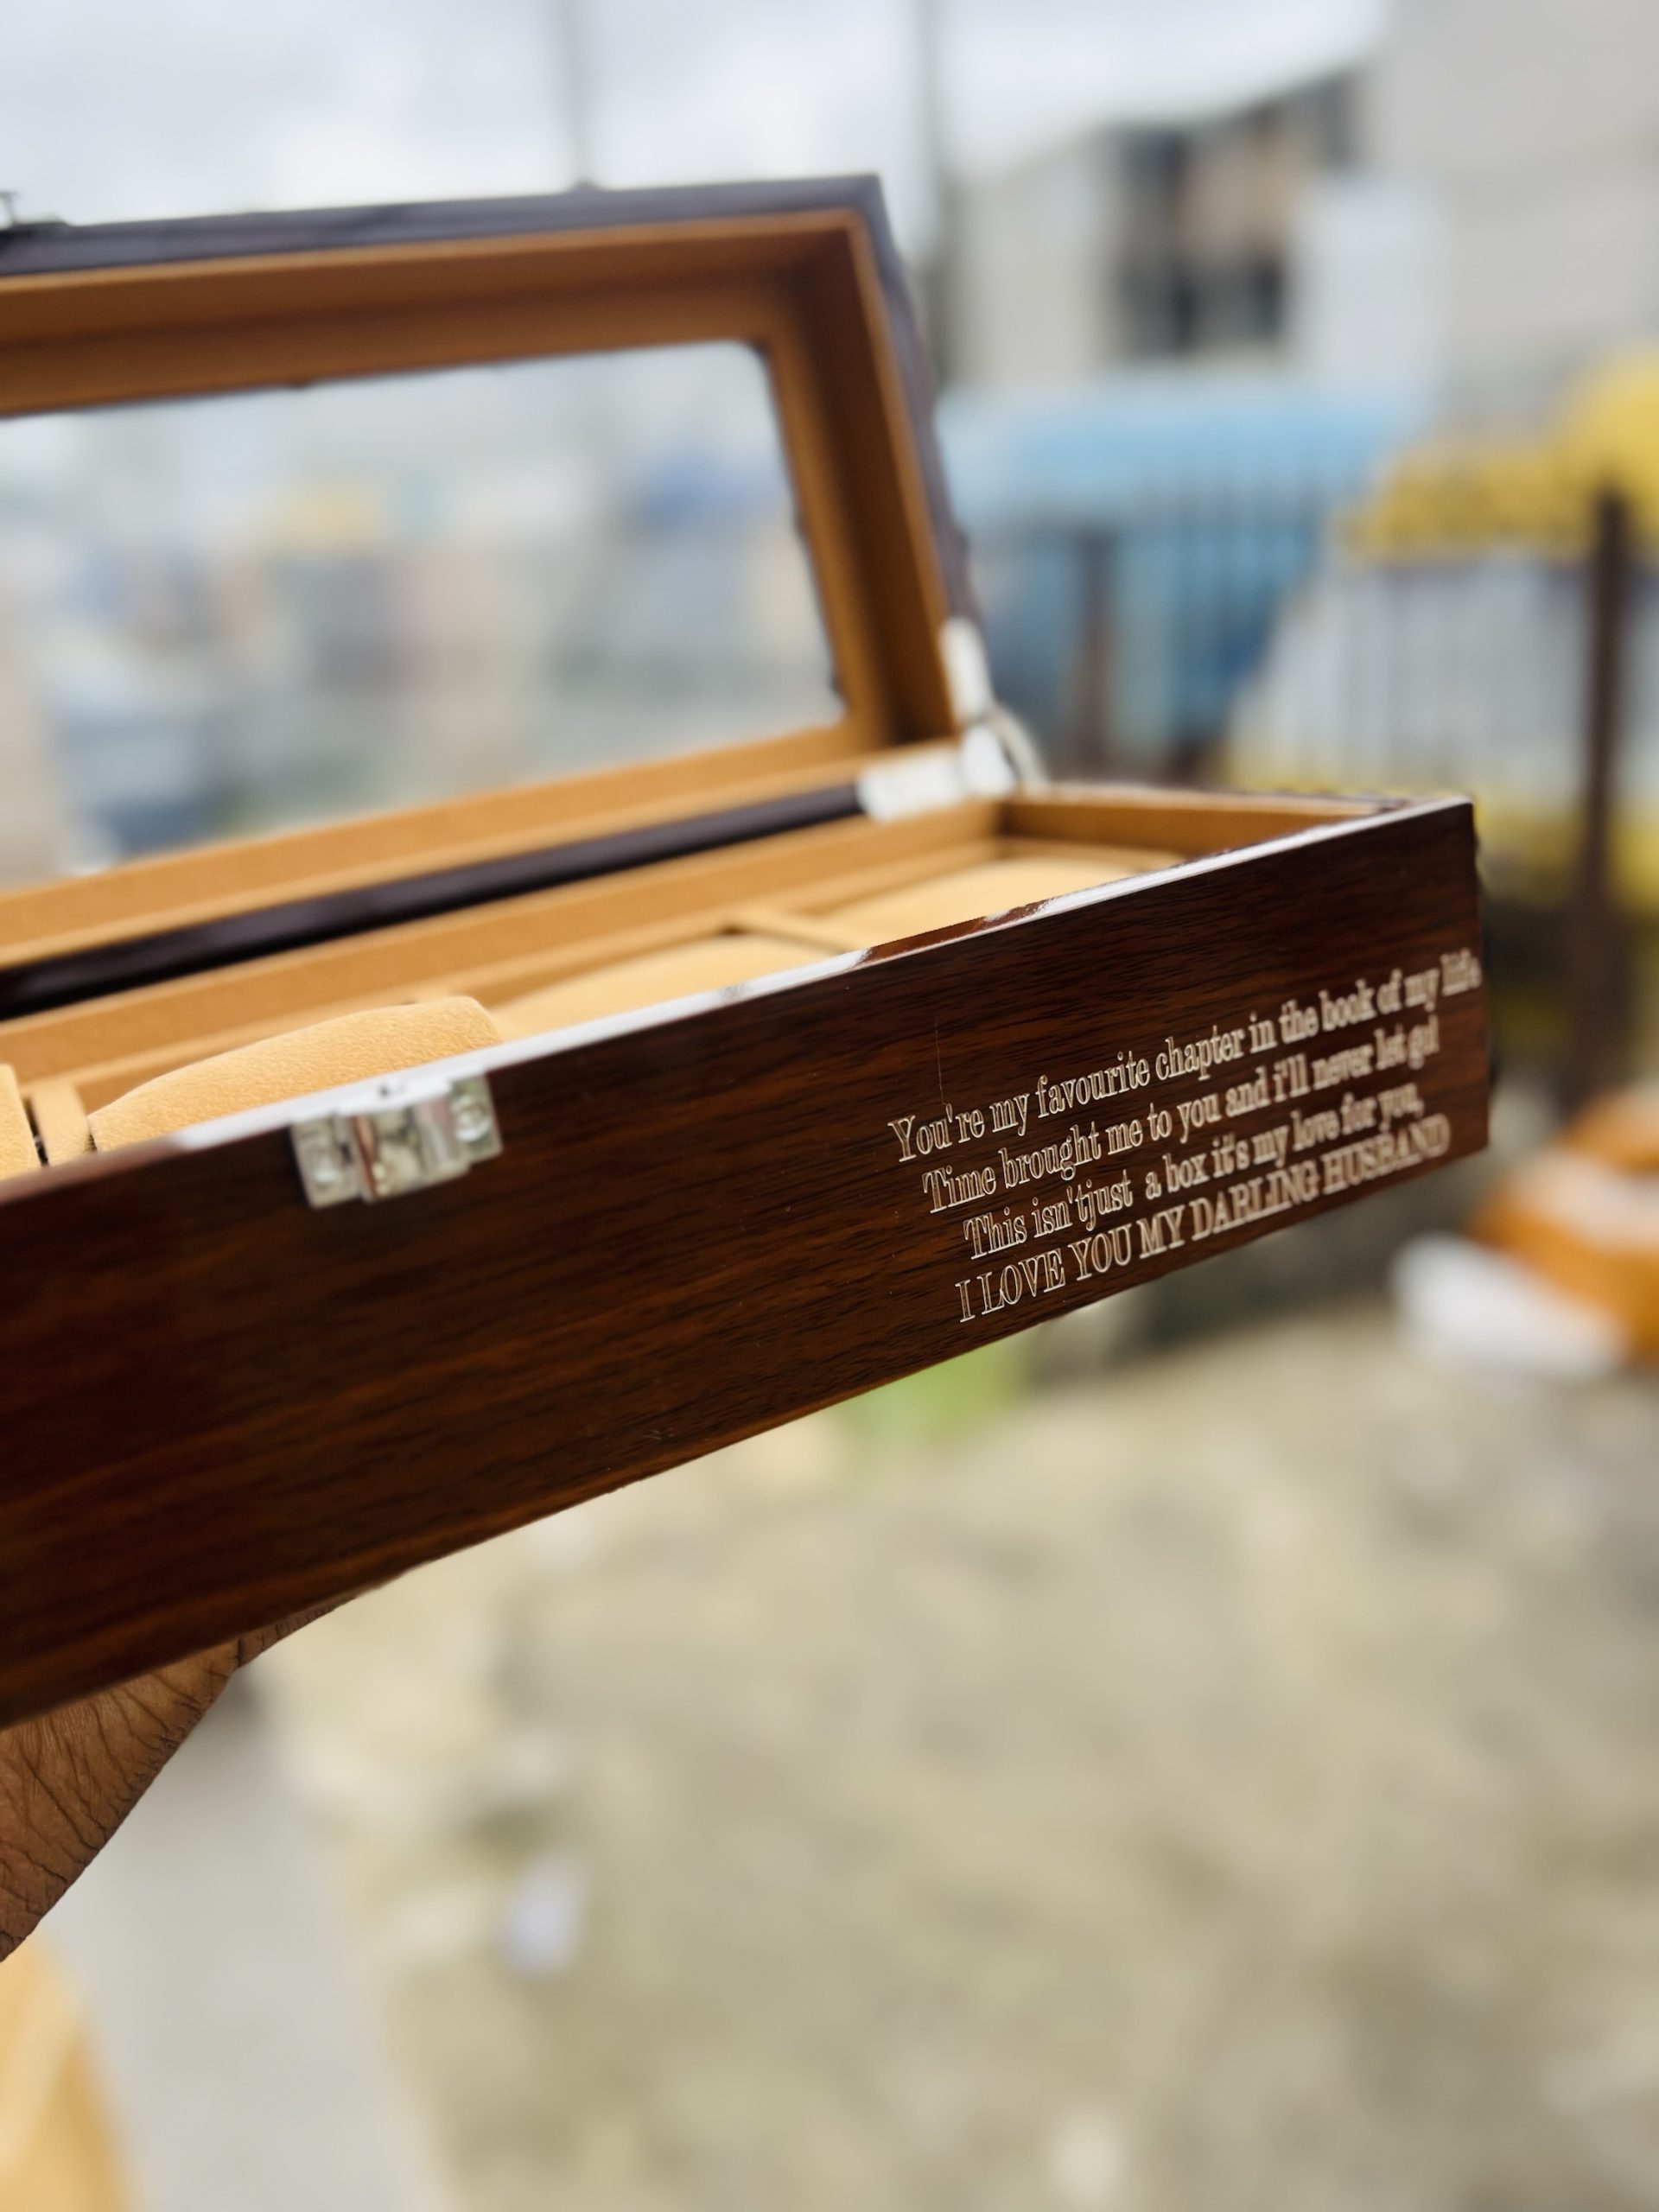 You're my favourite chapter in the book of my life
Time brought me to you and i'll never let go!
This isn'tjust a box it's my love for you,
I LOVE YOU MY DARLING HUSBAND